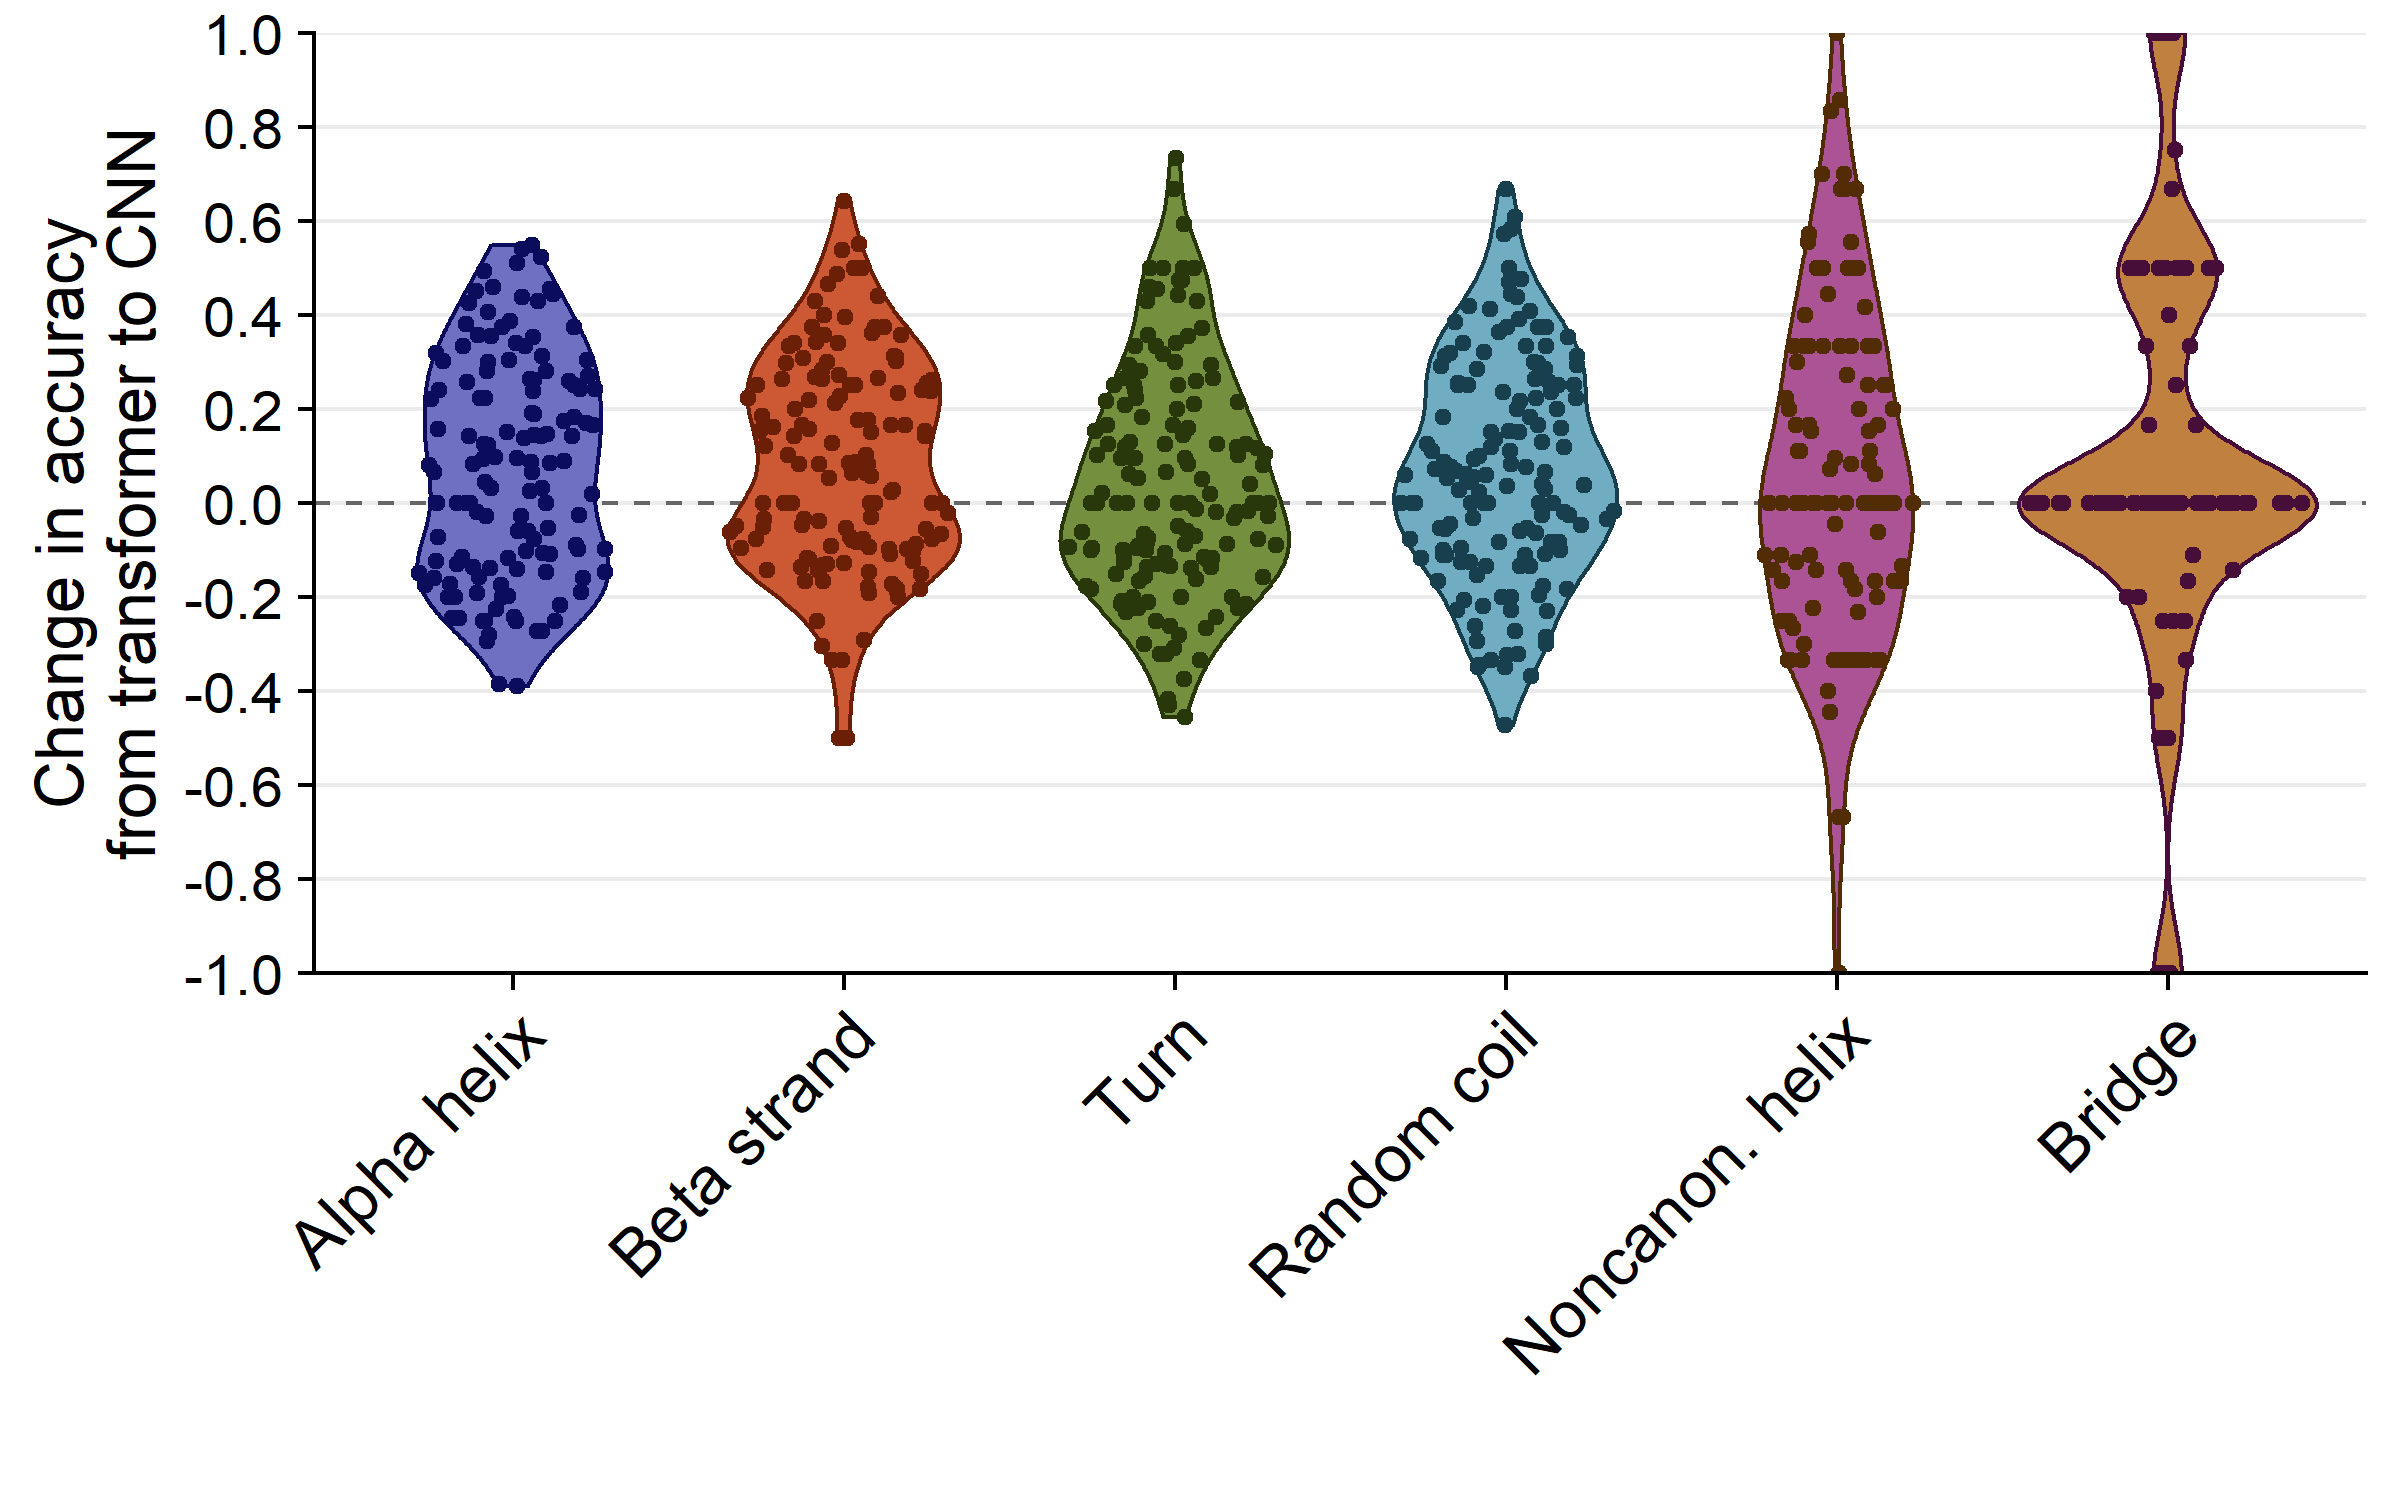 Change in accuracy
from transformer to CNN
1.0
0.8
0.6
0.4
0.2
0.0
-0.2
-0.4
-0.6
-0.8
-1.0
Alpha helix
Beta strand
Turn
Random coil
Noncanon. helix
Bridge